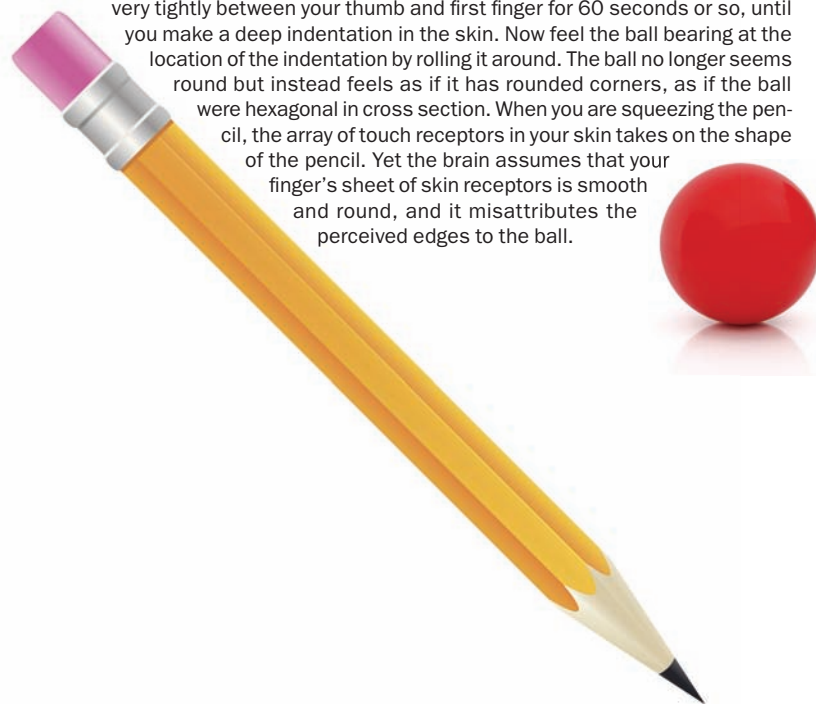 very tightly between your thumb and first finger for 60 seconds or so, until
you make a deep indentation in the skin. Now feel the ball bearing at the
location of the indentation by rolling it around. The ball no longer seems
round but instead feels as if it has rounded corners, as if the ball
were hexagonal in cross section. When you are squeezing the pen-
cil, the array of touch receptors in your skin takes on the shape
of the pencil. Yet the brain assumes that your
finger's sheet of skin receptors is smooth
and round, and it misattributes the
perceived edges to the ball.